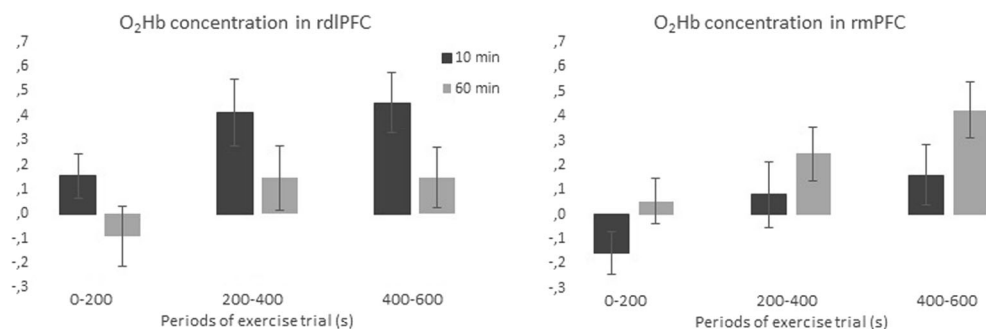 O₂Hb concentration in rdlPFC
,7
,6
,5
,4
,3
,2
,1
,0
-,1
-,2
-,3
10 min
60 min
0-200 200-400 400-600
Periods of exercise trial (s)
O₂Hb concentration in rmPFC
,7
,6
,5
,4
,3
,2
,1
,0
-,1
-,2
-,3
0-200 200-400 400-600
Periods of exercise trial (s)